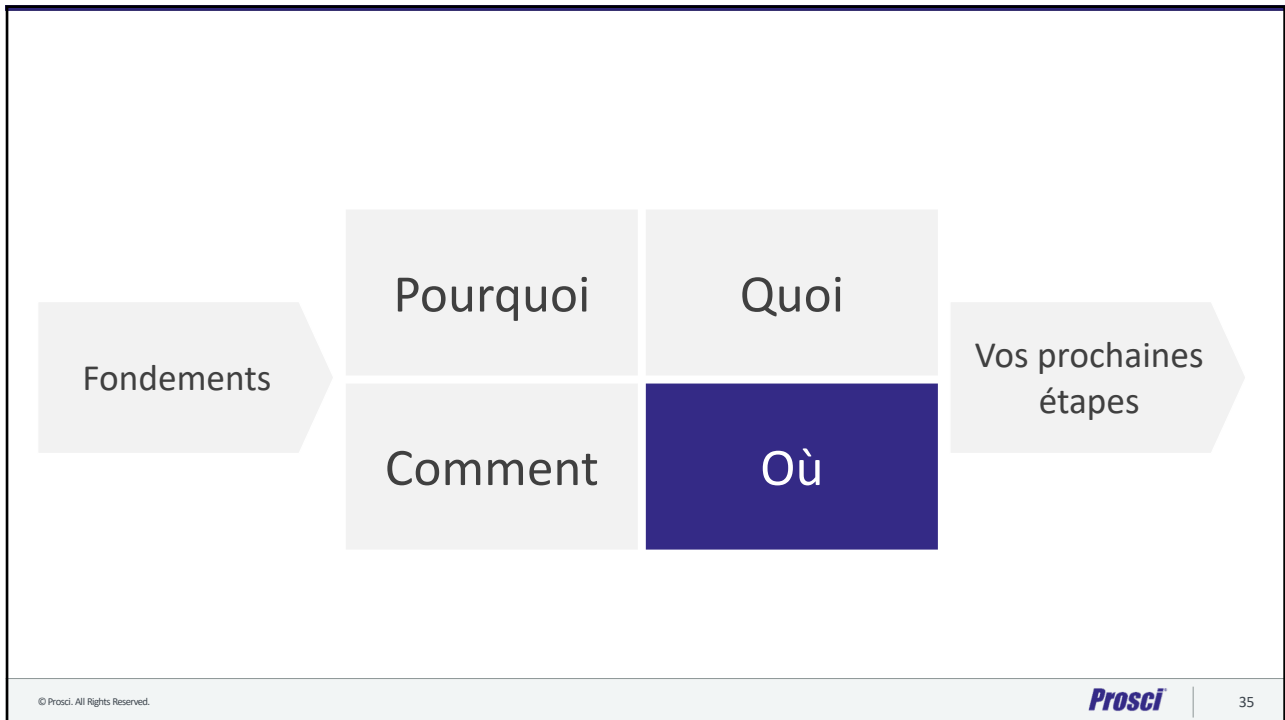 Fondements
Pourquoi
Quoi
Comment
Où
Vos prochaines
étapes
© Prosci. All Rights Reserved.
Prosci
35